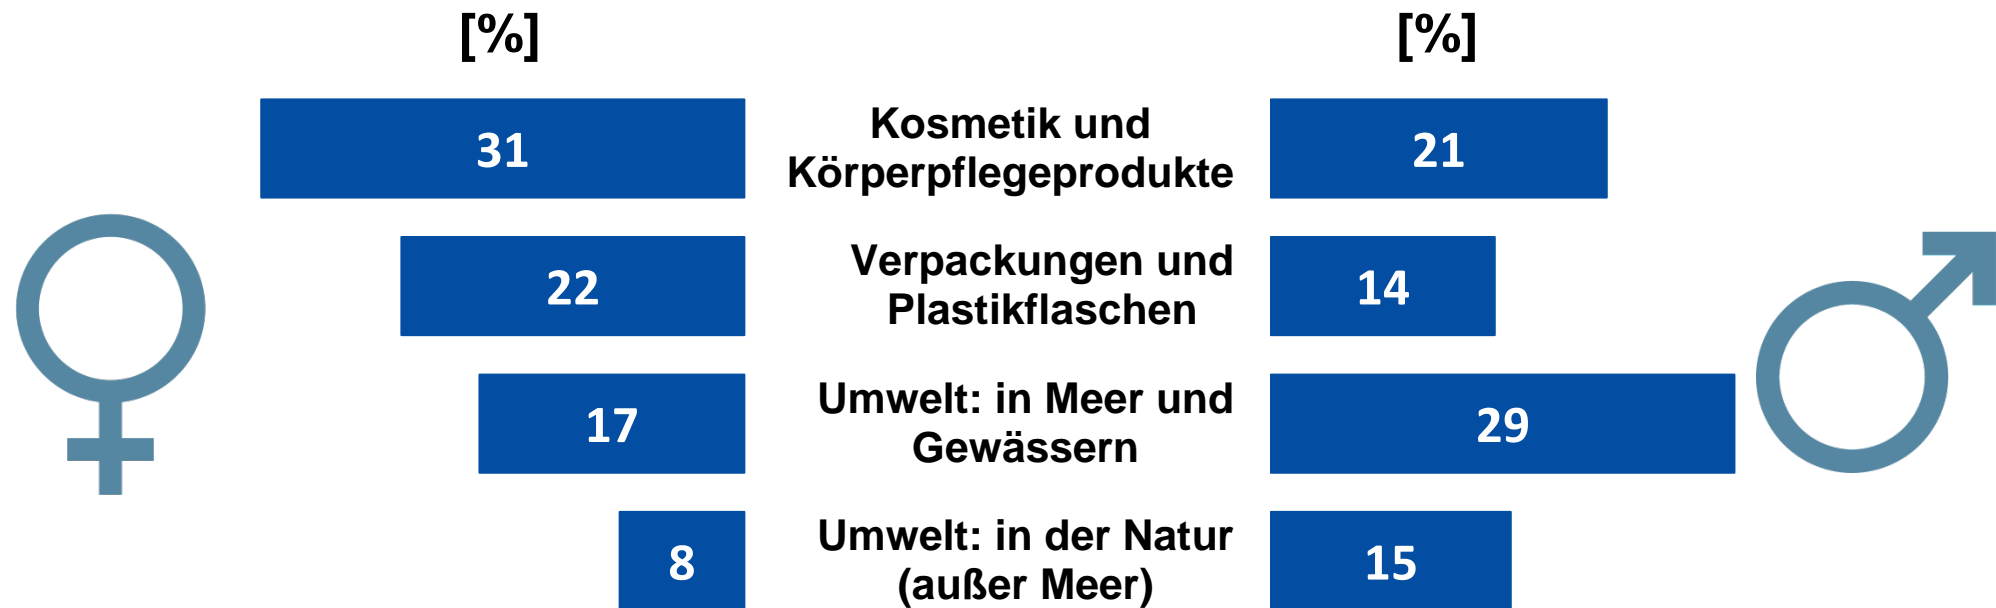 [%] [%]
31 Kosmetik und 21
Körperpflegeprodukte
22 Verpackungen und 14
Plastikflaschen
17 Umwelt: in Meer und 29
Gewässern
8 Umwelt: in der Natur 15
(außer Meer)